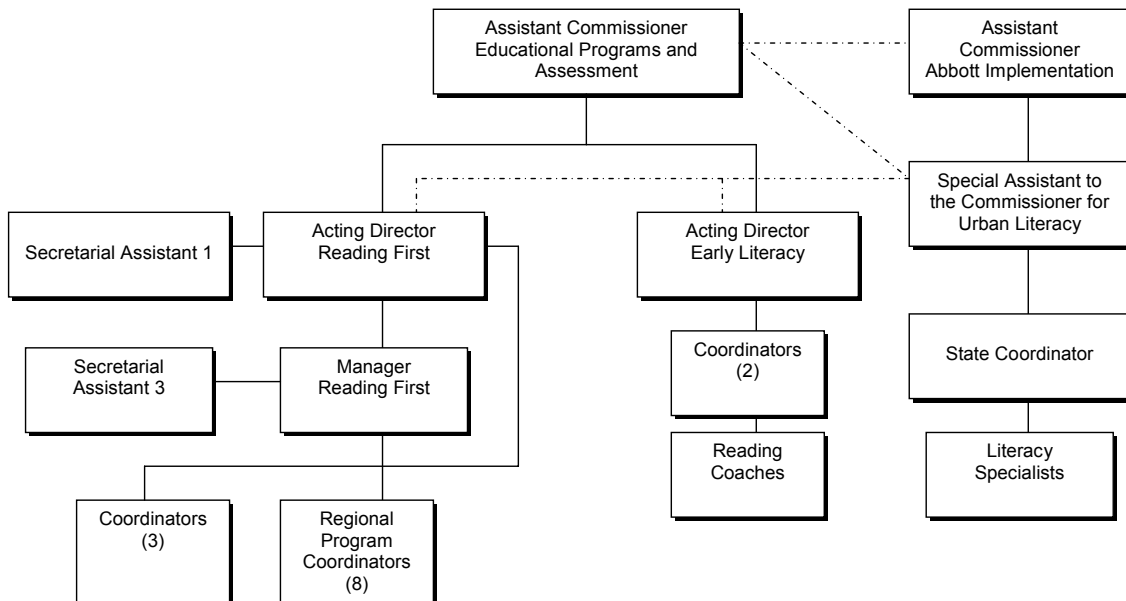 Assistant Commissioner
Educational Programs and
Assessment
Assistant
Commissioner
Abbott Implementation
Special Assistant to
the Commissioner for
Urban Literacy
Secretarial Assistant 1
Acting Director
Reading First
Acting Director
Early Literacy
Secretarial
Assistant 3
Manager
Reading First
Coordinators
(2)
State Coordinator
Reading
Coaches
Literacy
Specialists
Coordinators
(3)
Regional
Program
Coordinators
(8)